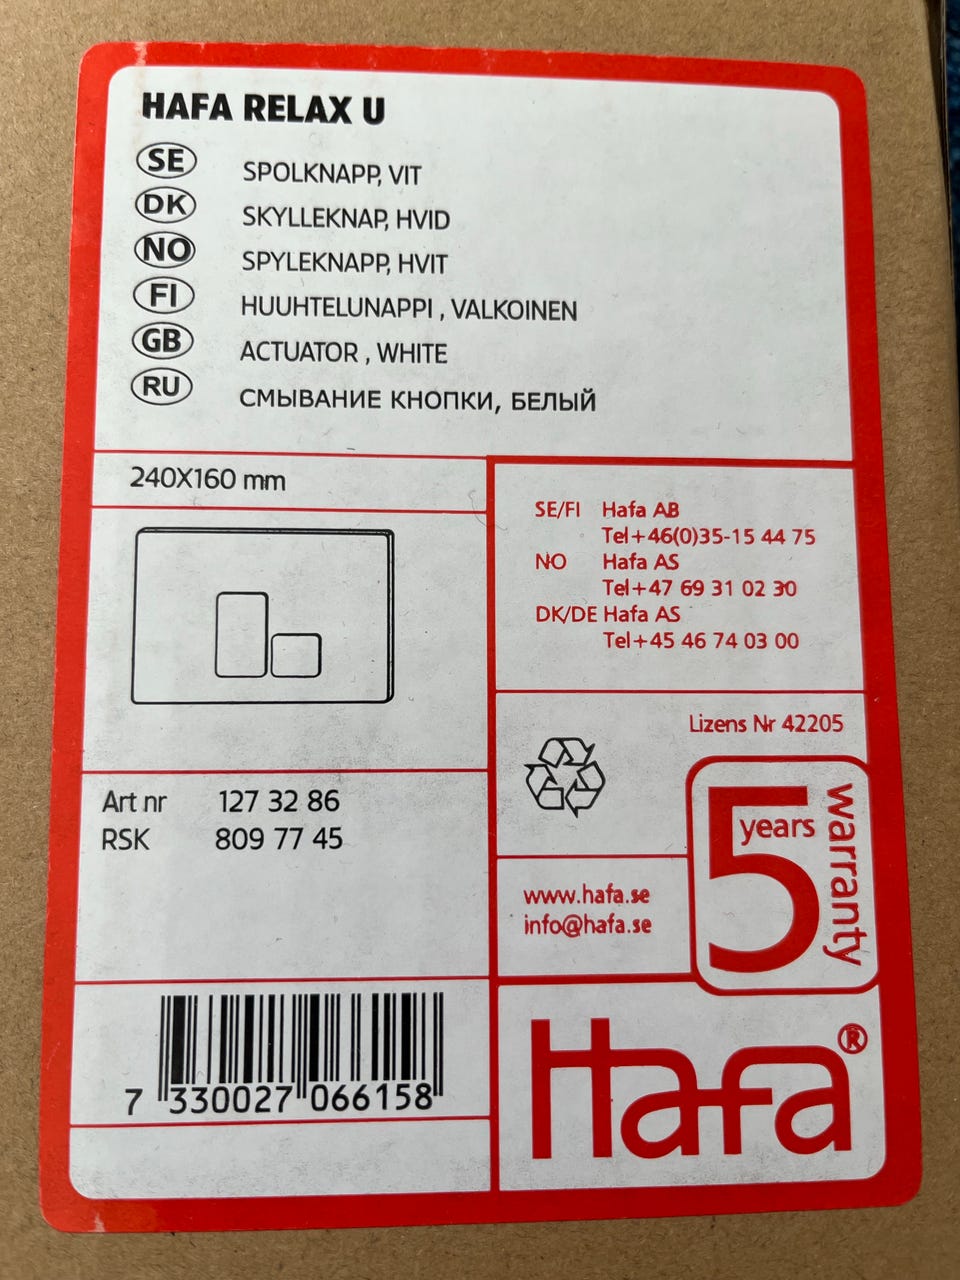 HAFA RELAX U
SE SPOLKNAPP, VIT
DK SKYLLEKNAP, HVID
NO SPYLEKNAPP, HVIT
FI HUUHTELUNAPPI , VALKOINEN
GB ACTUATOR , WHITE
RU СМЫВАНИЕ КНОПКИ, БЕЛЫЙ
240X160 mm
SE/FI Hafa AB
Tel+46(0)35-15 44 75
NO Hafa AS
Tel+47 69 31 02 30
DK/DE Hafa AS
Tel+45 46 74 03 00
Lizens Nr 42205
Art nr 127 32 86
RSK 809 77 45
5 years warranty
www.hafa.se
info@hafa.se
7 330027 066158
Hafa®